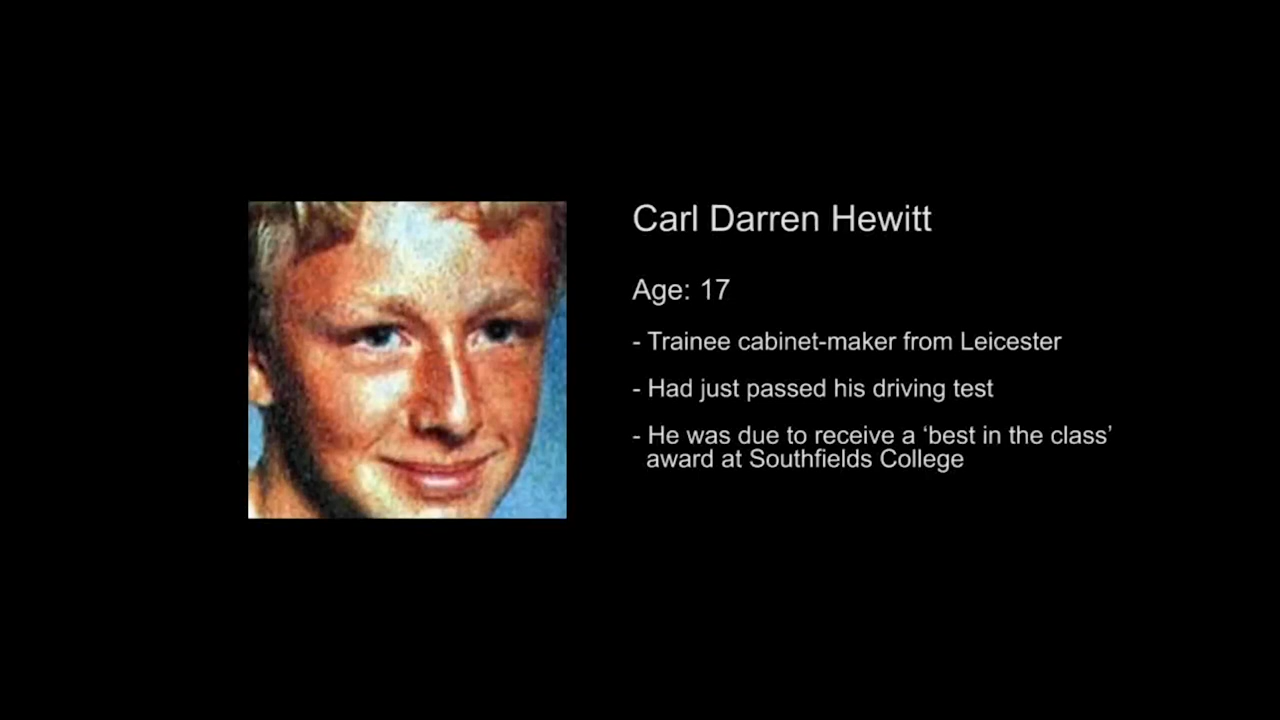 Carl Darren Hewitt
Age: 17
- Trainee cabinet-maker from Leicester
- Had just passed his driving test
- He was due to receive a ‘best in the class’
award at Southfields College